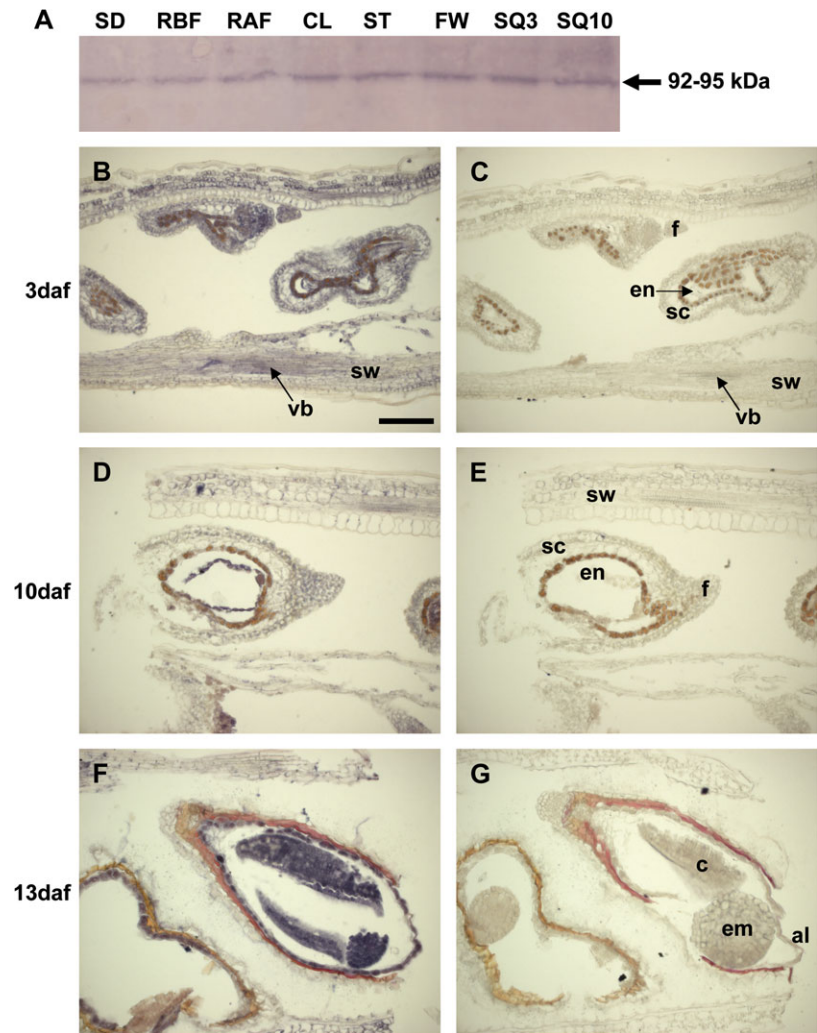 A
SD RBF RAF CL ST FW SQ3 SQ10
92-95 kDa
B
C
f
en
sc
3daf
sw
sw
vb
vb
D
E
sw
sc
en
10daf
f
F
G
c
13daf
em
al